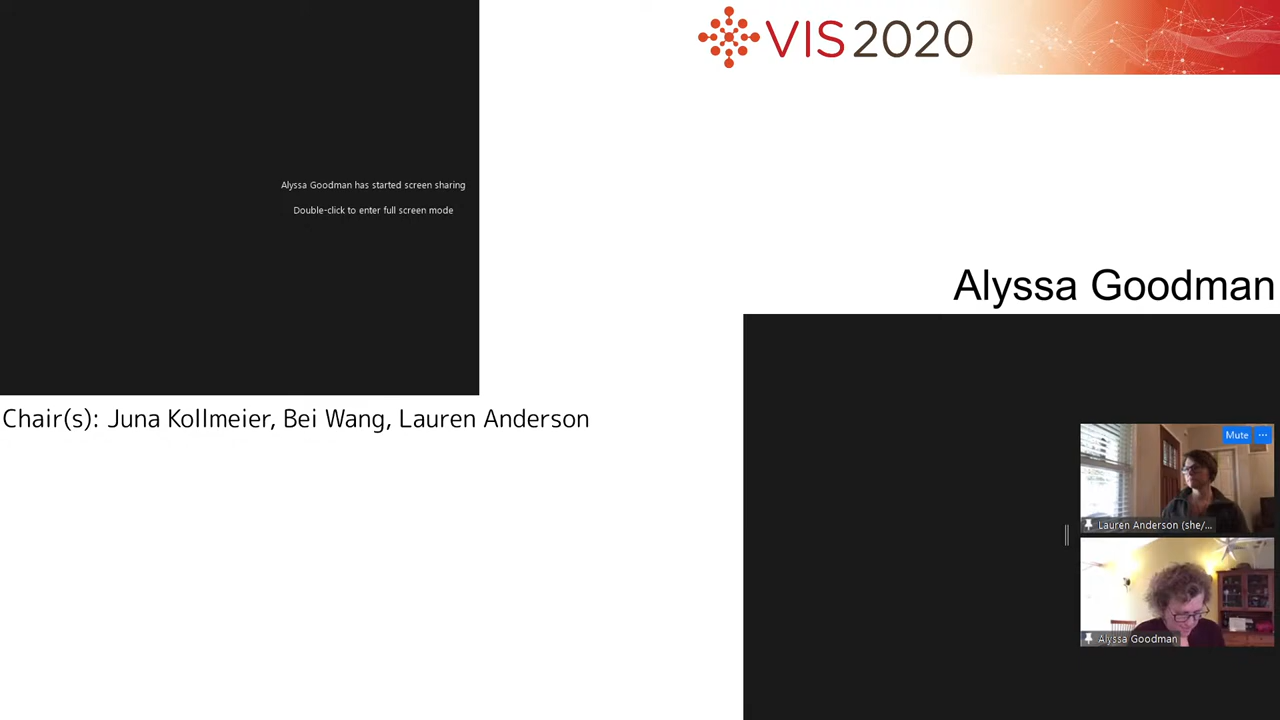 VIS2020
Alyssa Goodman has started screen sharing
Double-click to enter full screen mode
Alyssa Goodman
Chair(s): Juna Kollmeier, Bei Wang, Lauren Anderson
Mute ...
Lauren Anderson (she/...
Alyssa Goodman